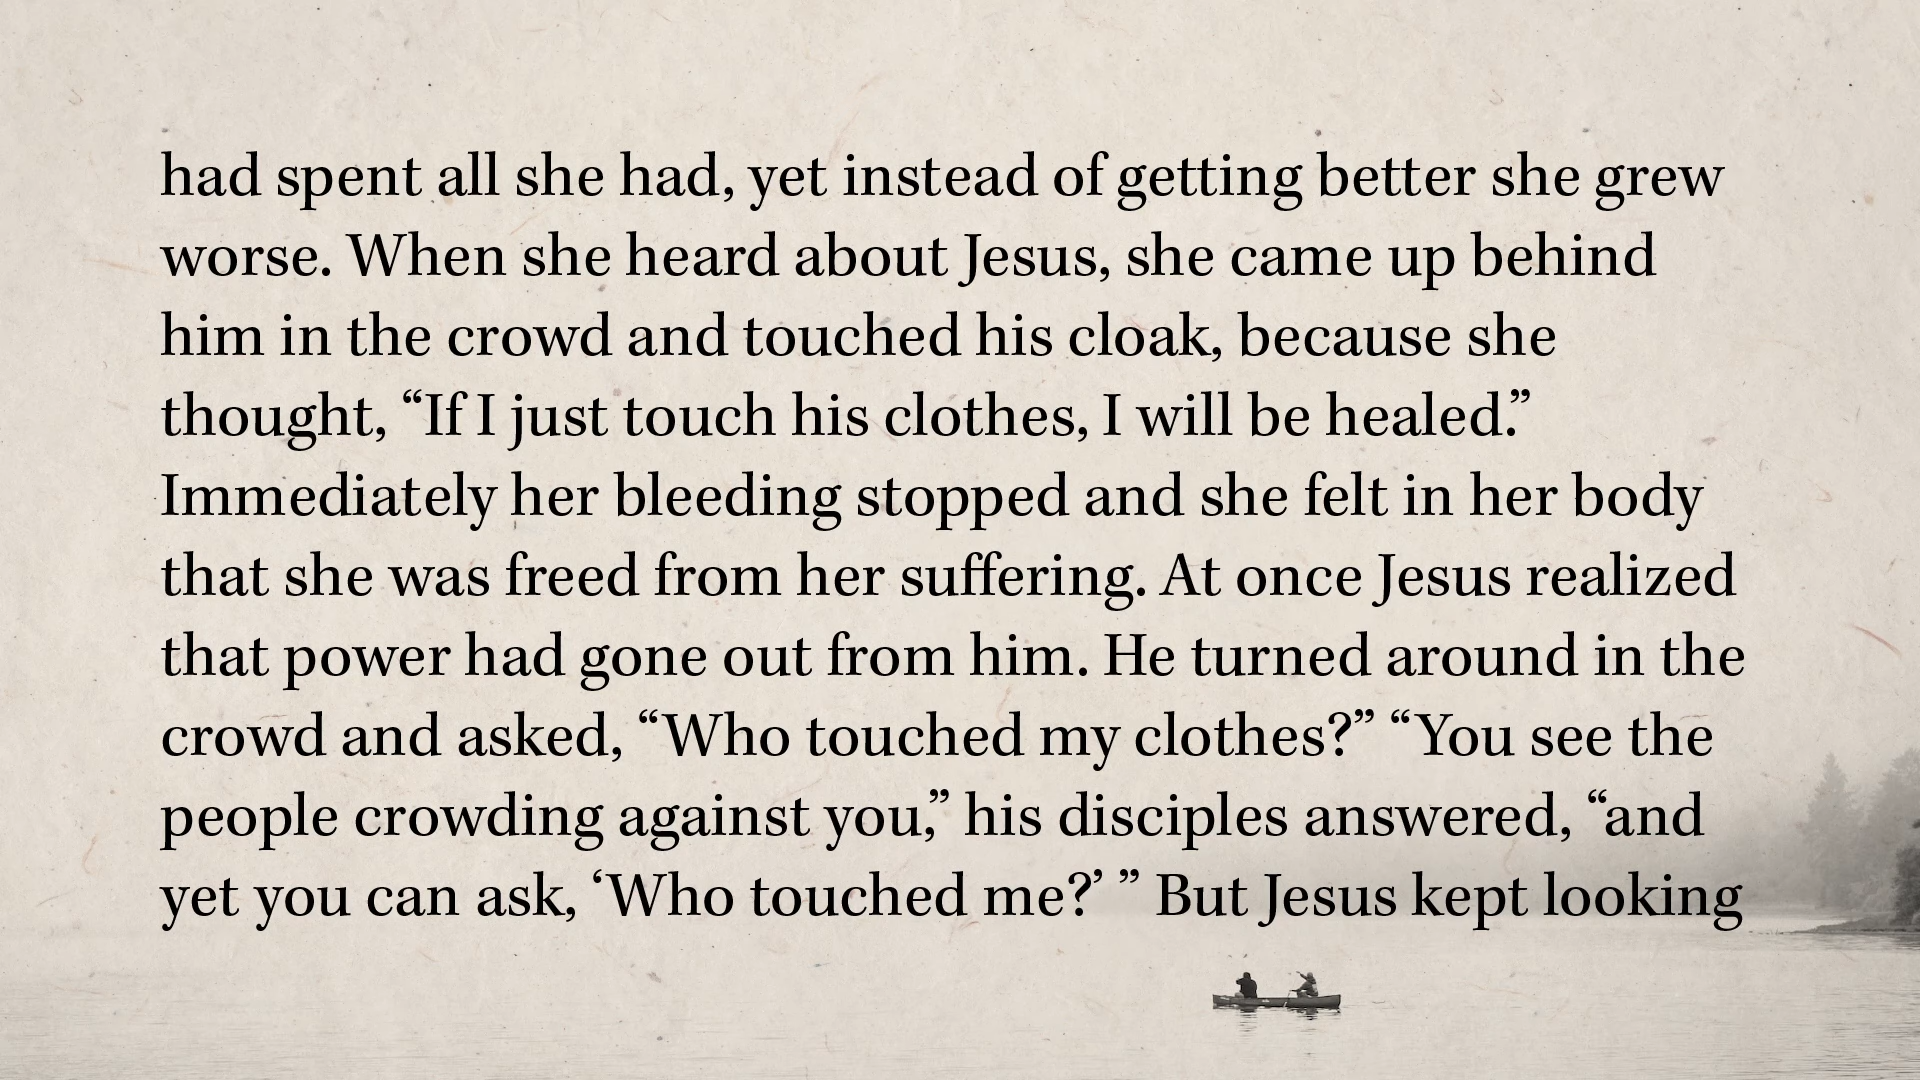 had spent all she had, yet instead of getting better she grew
worse. When she heard about Jesus, she came up behind
him in the crowd and touched his cloak, because she
thought, “If I just touch his clothes, I will be healed.”
Immediately her bleeding stopped and she felt in her body
that she was freed from her suffering. At once Jesus realized
that power had gone out from him. He turned around in the
crowd and asked, “Who touched my clothes?” “You see the
people crowding against you,” his disciples answered, “and
yet you can ask, ‘Who touched me?’ ” But Jesus kept looking